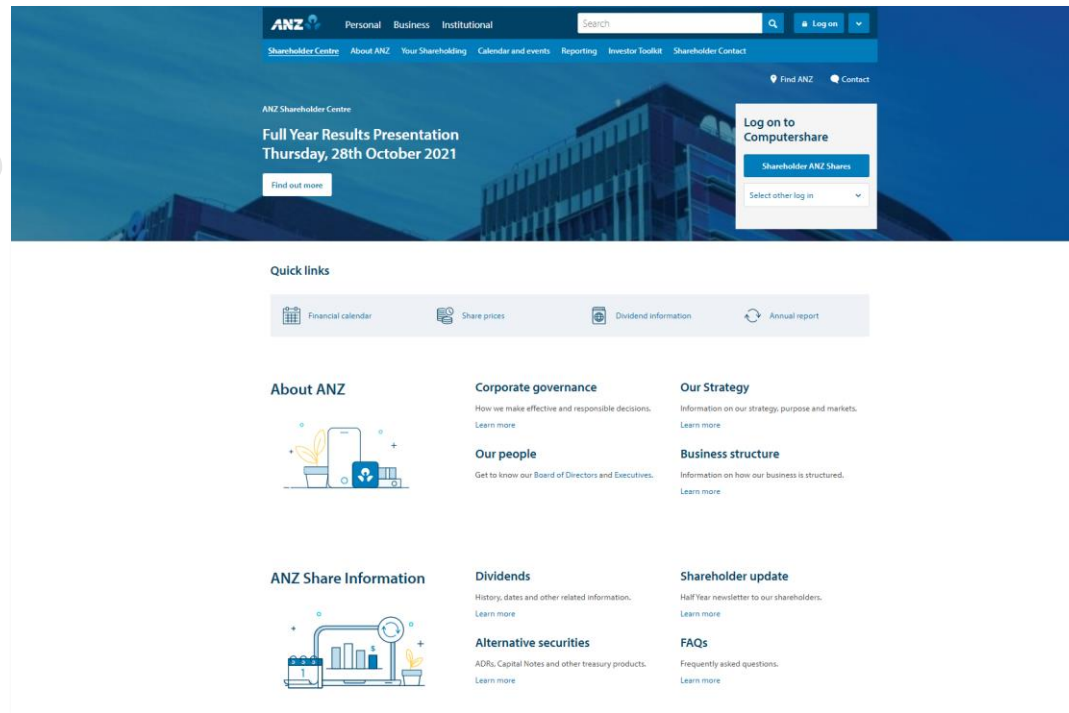 ANZ Personal Business Institutional Search Log on
Shareholder Centre About ANZ Your Shareholding Calendar and events Reporting Investor Toolkit Shareholder Contact
Find ANZ Contact
ANZ Shareholder Centre
Full Year Results Presentation
Thursday, 28th October 2021
Find out more
Log on to
Computershare
Shareholder ANZ Shares
Select other log in
Quick links
Financial calendar Share prices Dividend information Annual report
About ANZ
Corporate governance
How we make effective and responsible decisions.
Learn more
Our Strategy
Information on our strategy, purpose and markets.
Learn more
Our people
Get to know our Board of Directors and Executives.
Business structure
Information on how our business is structured.
Learn more
ANZ Share Information
1
$
Dividends
History, dates and other related information.
Learn more
Shareholder update
Half Year newsletter to our shareholders.
Learn more
Alternative securities
ADRs, Capital Notes and other treasury products.
Learn more
FAQs
Frequently asked questions.
Learn more